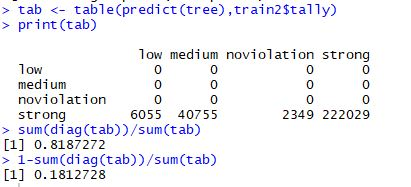 > tab <- table(predict(tree),train2$tally)
> print(tab)
low medium noviolation strong
low 0 0 0 0
medium 0 0 0 0
noviolation 0 0 0 0
strong 6055 40755 2349 222029
> sum(diag(tab))/sum(tab)
[1] 0.8187272
> 1-sum(diag(tab))/sum(tab)
[1] 0.1812728